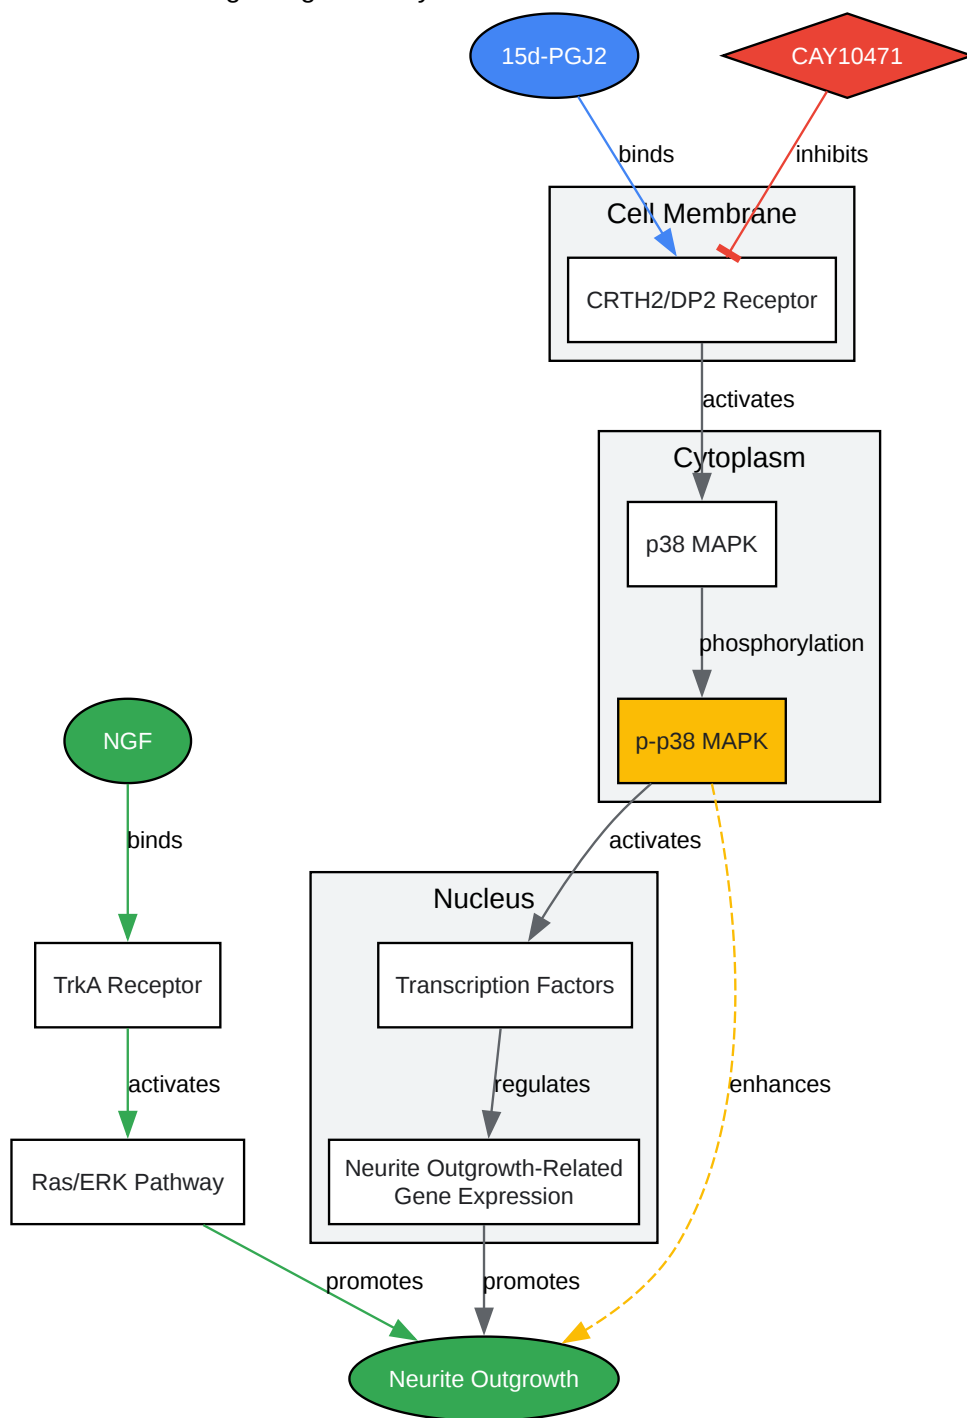 15d-PGJ2
CAY10471
binds
inhibits
Cell Membrane
CRTH2/DP2 Receptor
activates
Cytoplasm
p38 MAPK
phosphorylation
NGF
p-p38 MAPK
binds
activates
Nucleus
TrkA Receptor
Transcription Factors
activates
regulates
enhances
Ras/ERK Pathway
Neurite Outgrowth-Related
Gene Expression
promotes
promotes
Neurite Outgrowth